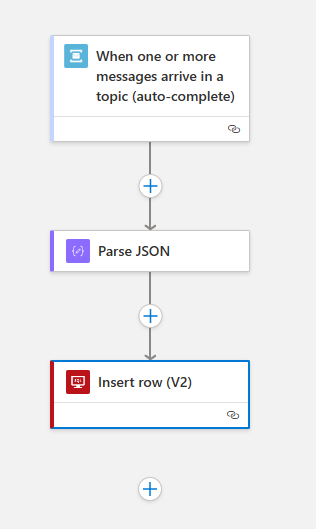 When one or more
messages arrive in a
topic (auto-complete)
Parse JSON
Insert row (V2)